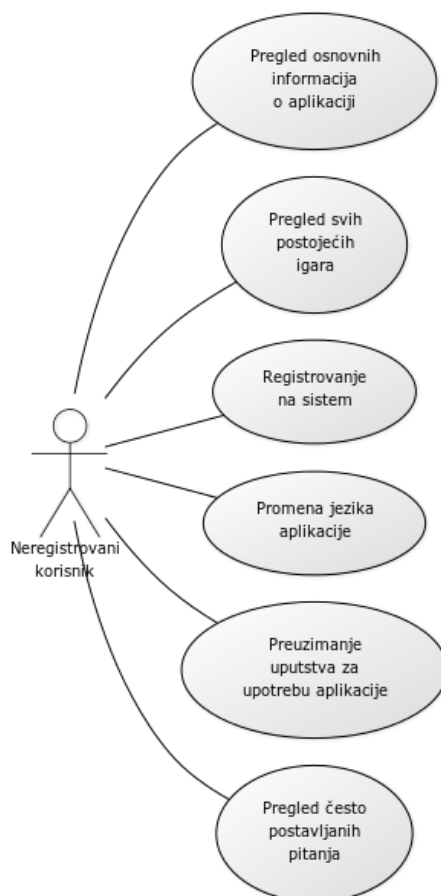 Pregled osnovnih
informacija
o aplikaciji
Pregled svih
postojećih
igara
Registrovanje
na sistem
Promena jezika
aplikacije
Neregistrovani
korisnik
Preuzimanje
uputstva za
upotrebu aplikacije
Pregled često
postavljanih
pitanja